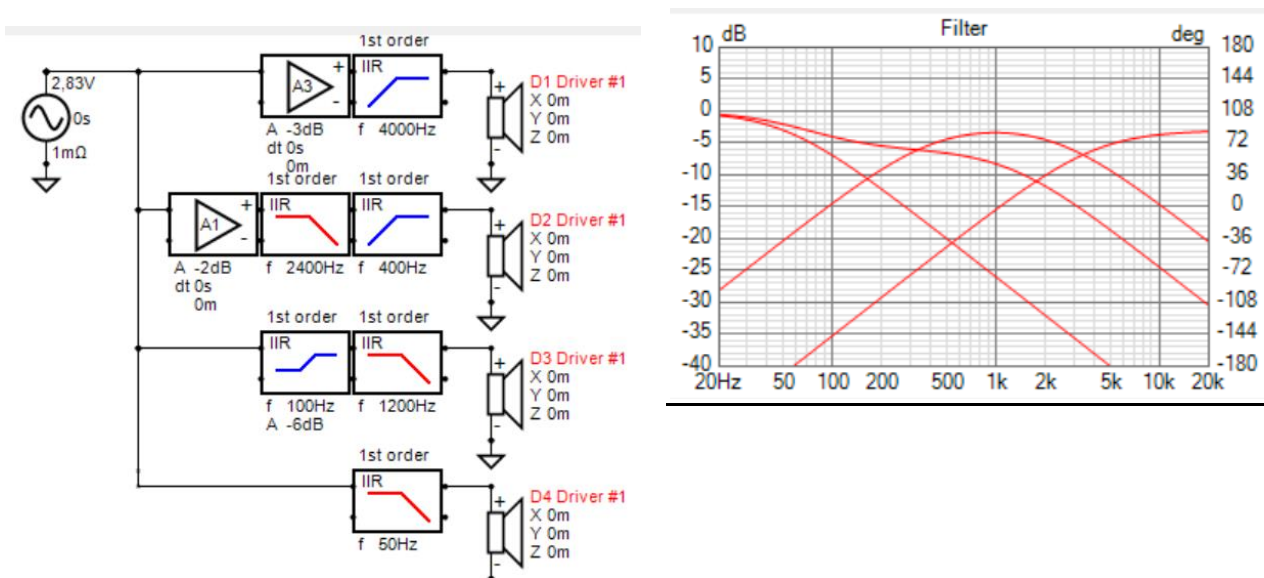 1st order
2,83V
0s
1mΩ
A3
+
-
IIR
A -3dB
dt 0s
0m
f 4000Hz
+
-
D1 Driver #1
X 0m
Y 0m
Z 0m
1st order
1st order
A1
+
-
IIR
IIR
A -2dB
dt 0s
0m
f 2400Hz
f 400Hz
+
-
D2 Driver #1
X 0m
Y 0m
Z 0m
1st order
1st order
IIR
IIR
f 100Hz
A -6dB
f 1200Hz
+
-
D3 Driver #1
X 0m
Y 0m
Z 0m
1st order
IIR
f 50Hz
+
-
D4 Driver #1
X 0m
Y 0m
Z 0m
Filter
dB
deg
10
5
0
-5
-10
-15
-20
-25
-30
-35
-40
180
144
108
72
36
0
-36
-72
-108
-144
-180
20Hz 50 100 200 500 1k 2k 5k 10k 20k